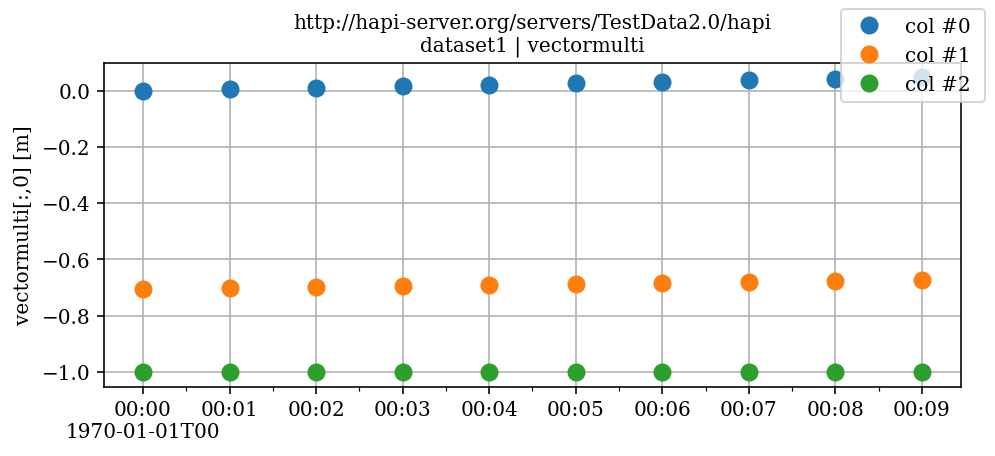 http://hapi-server.org/servers/TestData2.0/hapi
dataset1 | vectormulti
col #0
col #1
col #2
vectormulti[:,0] [m]
0.0
−0.2
−0.4
−0.6
−0.8
−1.0
00:00 00:01 00:02 00:03 00:04 00:05 00:06 00:07 00:08 00:09
1970-01-01T00